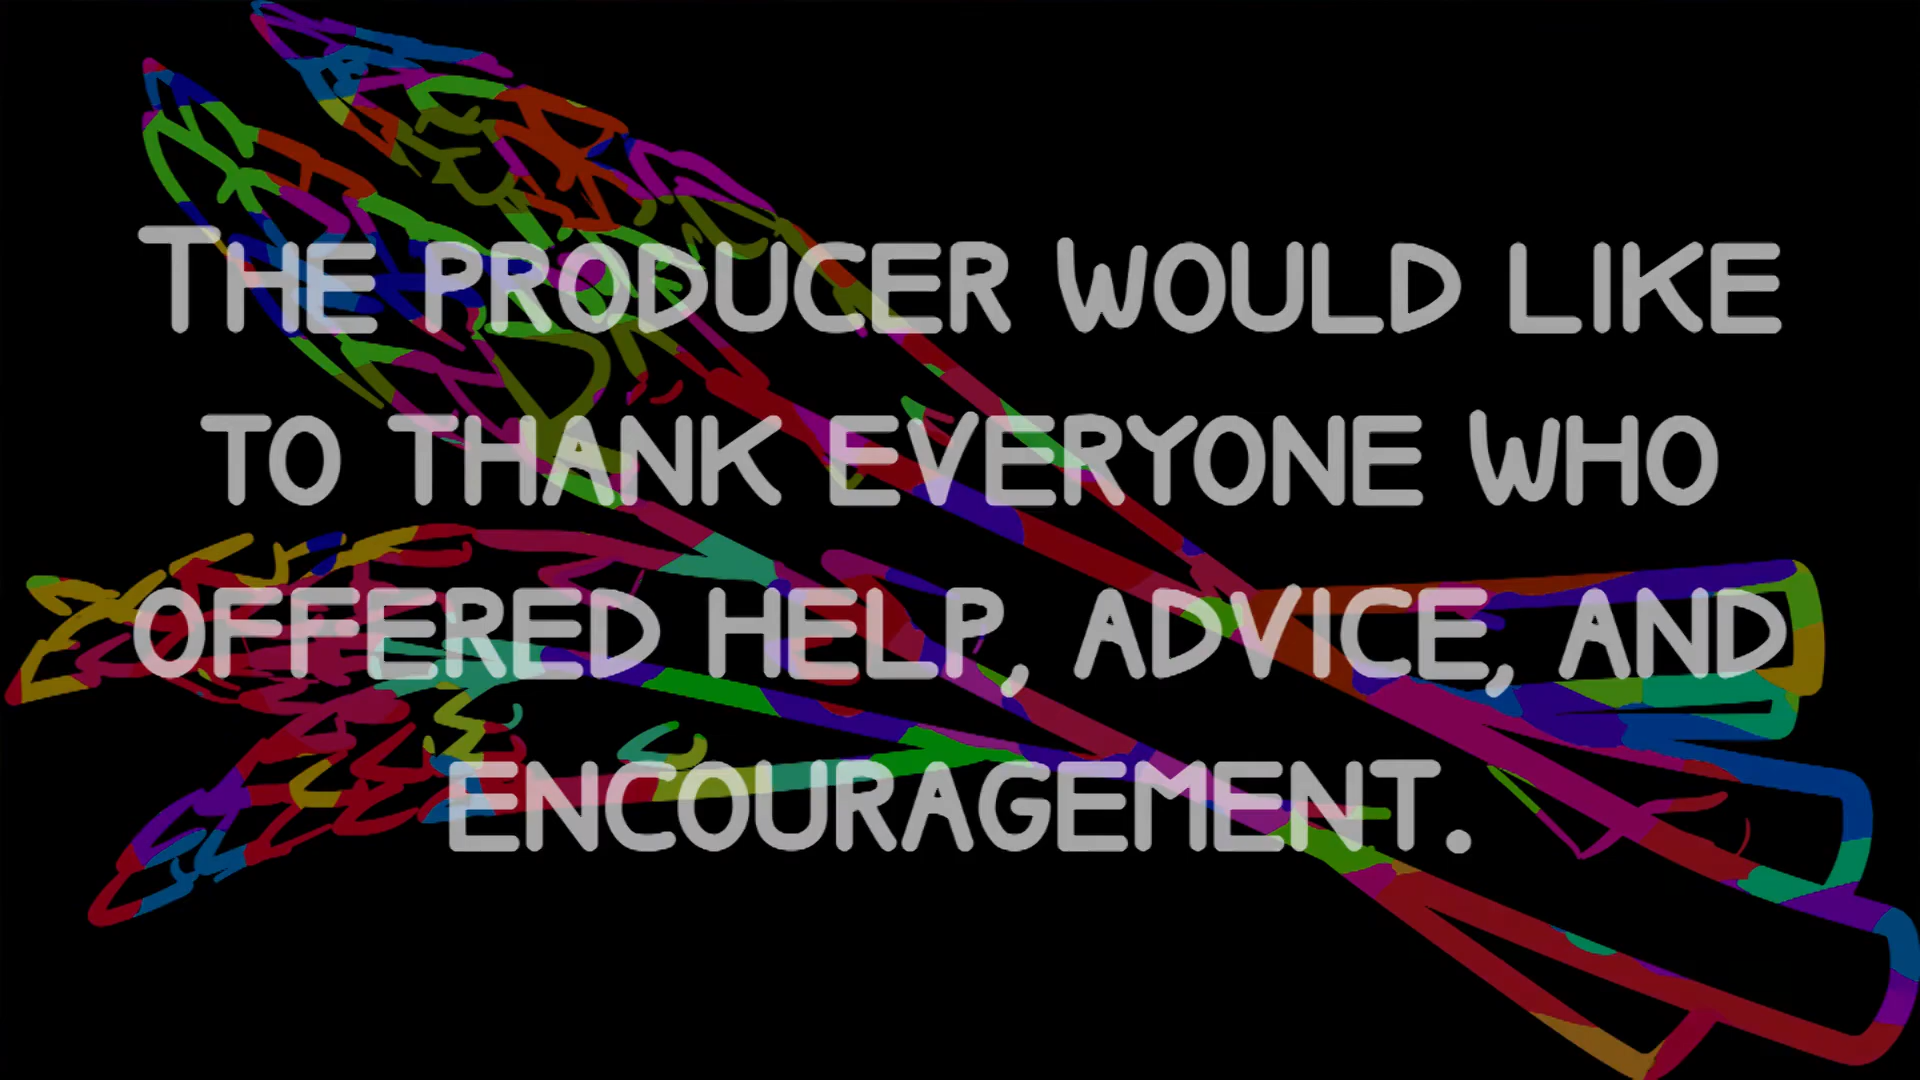 THE PRODUCER WOULD LIKE
TO THANK EVERYONE WHO
OFFERED HELP, ADVICE, AND
ENCOURAGEMENT.